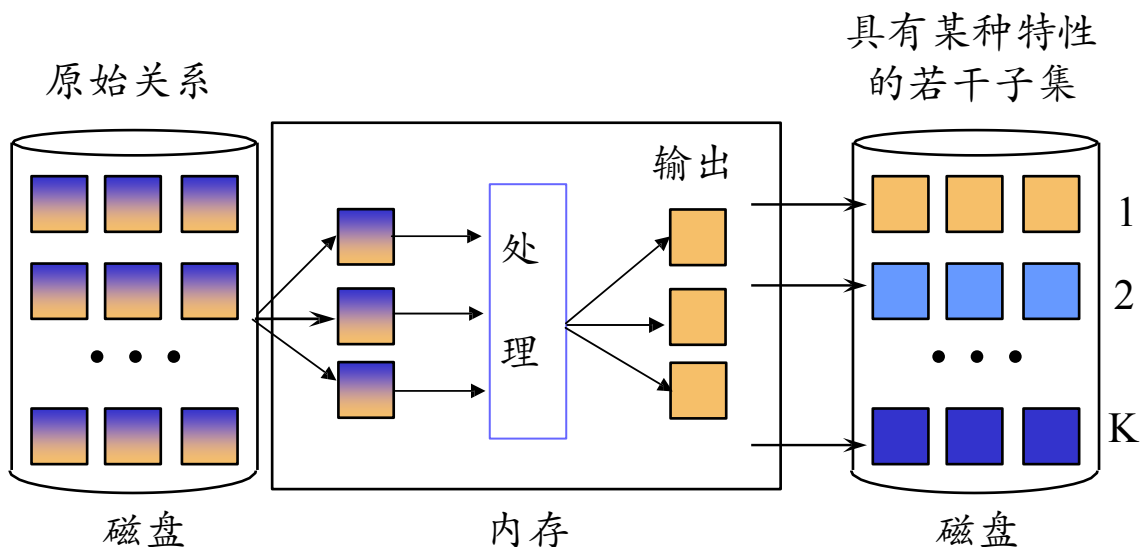 原始关系
具有某种特性
的若干子集
输出
处
理
1
2
• • •
• • •
K
磁盘
内存
磁盘